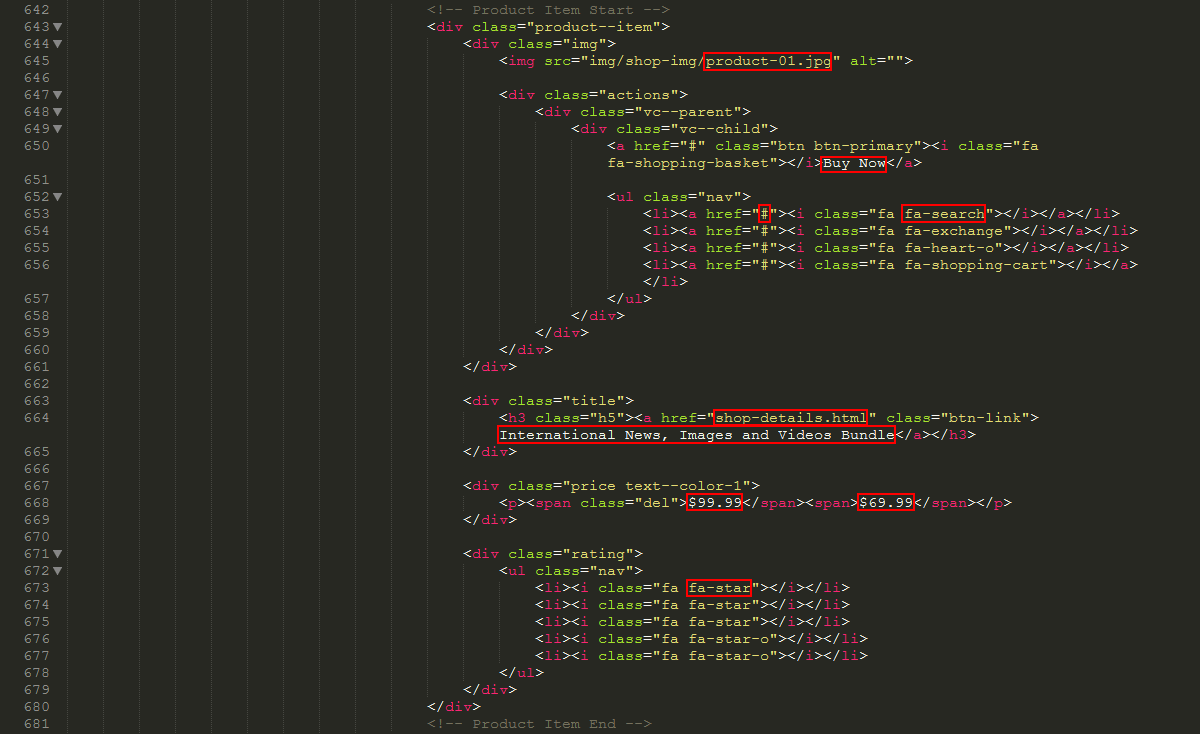 642 <!-- Product Item Start -->
643 <div class="product--item">
644 <div class="img">
645 <img src="img/shop-img/product-01.jpg" alt="">
646
647 <div class="actions">
648 <div class="vc--parent">
649 <div class="vc--child">
650 <a href="#" class="btn btn-primary"><i class="fa
fa-shopping-basket"></i>Buy Now</a>
651
652 <ul class="nav">
653 <li><a href="#"><i class="fa fa-search"></i></a></li>
654 <li><a href="#"><i class="fa fa-exchange"></i></a></li>
655 <li><a href="#"><i class="fa fa-heart-o"></i></a></li>
656 <li><a href="#"><i class="fa fa-shopping-cart"></i></a>
</li>
657 </ul>
658 </div>
659 </div>
660 </div>
661 </div>
662
663 <div class="title">
664 <h3 class="h5"><a href="shop-details.html" class="btn-link">
International News, Images and Videos Bundle</a></h3>
665 </div>
666
667 <div class="price text--color-1">
668 <p><span class="del">$99.99</span><span>$69.99</span></p>
669 </div>
670
671 <div class="rating">
672 <ul class="nav">
673 <li><i class="fa fa-star"></i></li>
674 <li><i class="fa fa-star"></i></li>
675 <li><i class="fa fa-star"></i></li>
676 <li><i class="fa fa-star-o"></i></li>
677 <li><i class="fa fa-star-o"></i></li>
678 </ul>
679 </div>
680 </div>
681 <!-- Product Item End -->